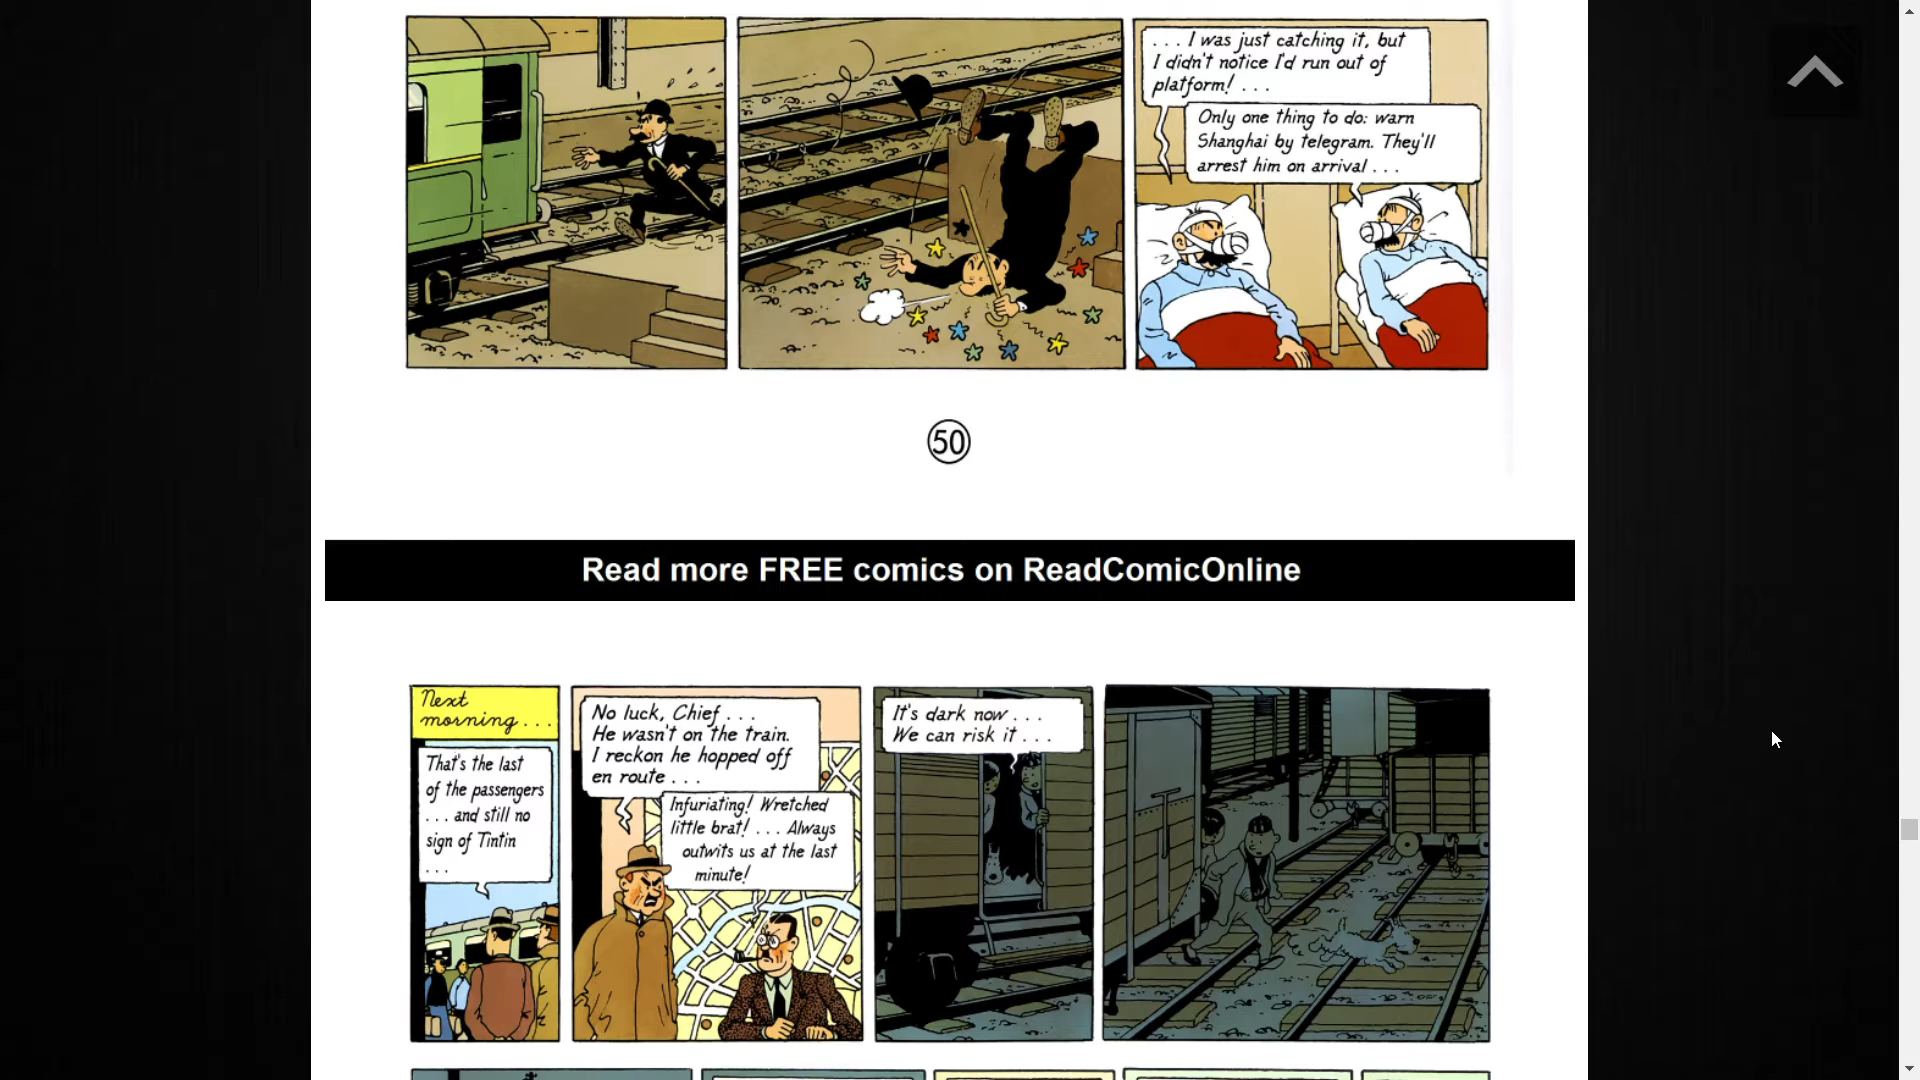 . . . I was just catching it, but
I didn't notice I'd run out of
platform! . . .
Only one thing to do: warn
Shanghai by telegram. They'll
arrest him on arrival . . .
50
Read more FREE comics on ReadComicOnline
Next
morning . . .
That's the last
of the passengers
. . . and still no
sign of Tintin
. . .
No luck, Chief . . .
He wasn't on the train.
I reckon he hopped off
en route . . .
Infuriating! Wretched
little brat! . . . Always
outwits us at the last
minute!
It's dark now . . .
We can risk it . . .